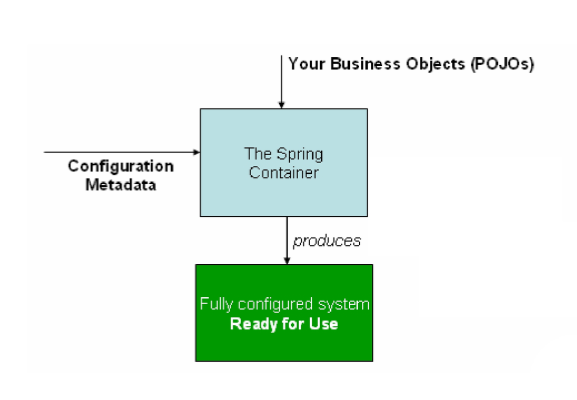 Your Business Objects (POJOs)
The Spring
Container
Configuration
Metadata
produces
Fully configured system
Ready for Use